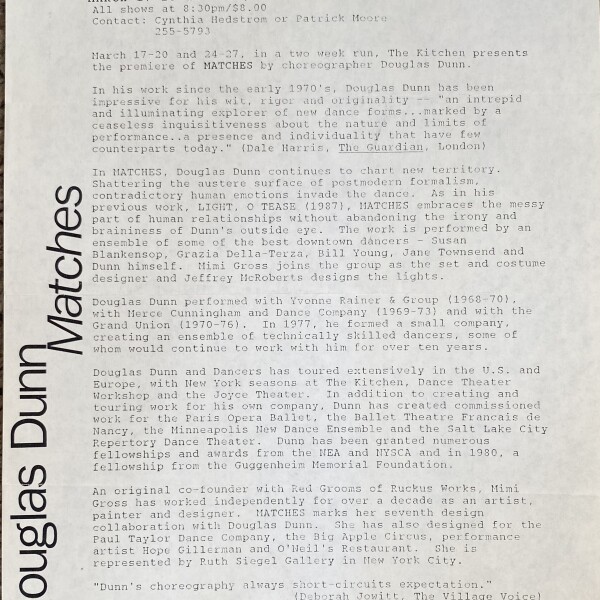 All shows at 8:30pm/$8.00
Contact: Cynthia Hedstrom or Patrick Moore
255-5793
March 17-20 and 24-27, in a two week run, The Kitchen presents
the premiere of MATCHES by choreographer Douglas Dunn.
In his work since the early 1970's, Douglas Dunn has been
impressive for his wit, rigor and originality -- "an intrepid
and illuminating explorer of new dance forms...marked by a
ceaseless inquisitiveness about the nature and limits of
performance..a presence and individuality that have few
counterparts today." (Dale Harris, The Guardian, London)
In MATCHES, Douglas Dunn continues to chart new territory.
Shattering the austere surface of postmodern formalism,
contradictory human emotions invade the dance. As in his
previous work, LIGHT, O TEASE (1987), MATCHES embraces the messy
part of human relationships without abandoning the irony and
braininess of Dunn's outside eye. The work is performed by an
ensemble of some of the best downtown dancers - Susan
Blankensop, Grazia Della-Terza, Bill Young, Jane Townsend and
Dunn himself. Mimi Gross joins the group as the set and costume
designer and Jeffrey McRoberts designs the lights.
Douglas Dunn performed with Yvonne Rainer & Group (1968-70),
with Merce Cunningham and Dance Company (1969-73) and with the
Grand Union (1970-76). In 1977, he formed a small company,
creating an ensemble of technically skilled dancers, some of
whom would continue to work with him for over ten years.
Douglas Dunn and Dancers has toured extensively in the U.S. and
Europe, with New York seasons at The Kitchen, Dance Theater
Workshop and the Joyce Theater. In addition to creating and
touring work for his own company, Dunn has created commissioned
work for the Paris Opera Ballet, the Ballet Theatre Francais de
Nancy, the Minneapolis New Dance Ensemble and the Salt Lake City
Repertory Dance Theater. Dunn has been granted numerous
fellowships and awards from the NEA and NYSCA and in 1980, a
fellowship from the Guggenheim Memorial Foundation.
An original co-founder with Red Grooms of Ruckus Works, Mimi
Gross has worked independently for over a decade as an artist,
painter and designer. MATCHES marks her seventh design
collaboration with Douglas Dunn. She has also designed for the
Paul Taylor Dance Company, the Big Apple Circus, performance
artist Hope Gillerman and O'Neil's Restaurant. She is
represented by Ruth Siegel Gallery in New York City.
"Dunn's choreography always short-circuits expectation."
(Deborah Jowitt, The Village Voice)
ouglas Dunn
Matches